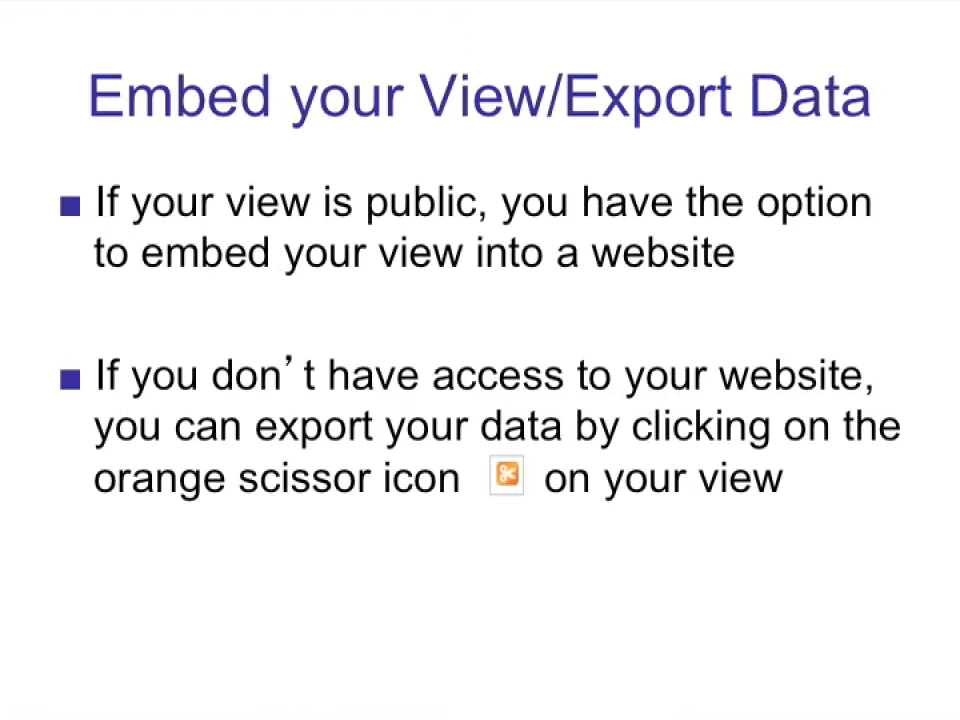 Embed your View/Export Data
If your view is public, you have the option
to embed your view into a website
If you don’t have access to your website,
you can export your data by clicking on the
orange scissor icon on your view